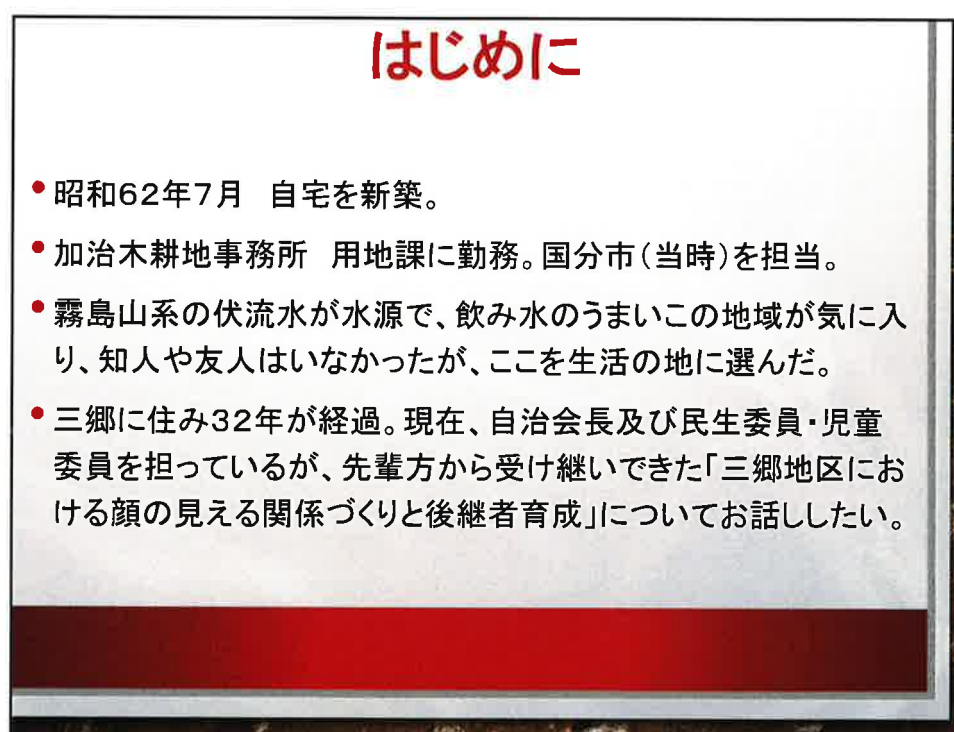 はじめに
•昭和62年7月　自宅を新築。
•加治木耕地事務所　用地課に勤務。国分市（当時）を担当。
•霧島山系の伏流水が水源で、飲み水のうまいこの地域が気に入
り、知人や友人はいなかったが、ここを生活の地に選んだ。
•三郷に住み32年が経過。現在、自治会長及び民生委員・児童
委員を担っているが、先輩方から受け継いできた「三郷地区にお
ける顔の見える関係づくりと後継者育成」についてお話ししたい。